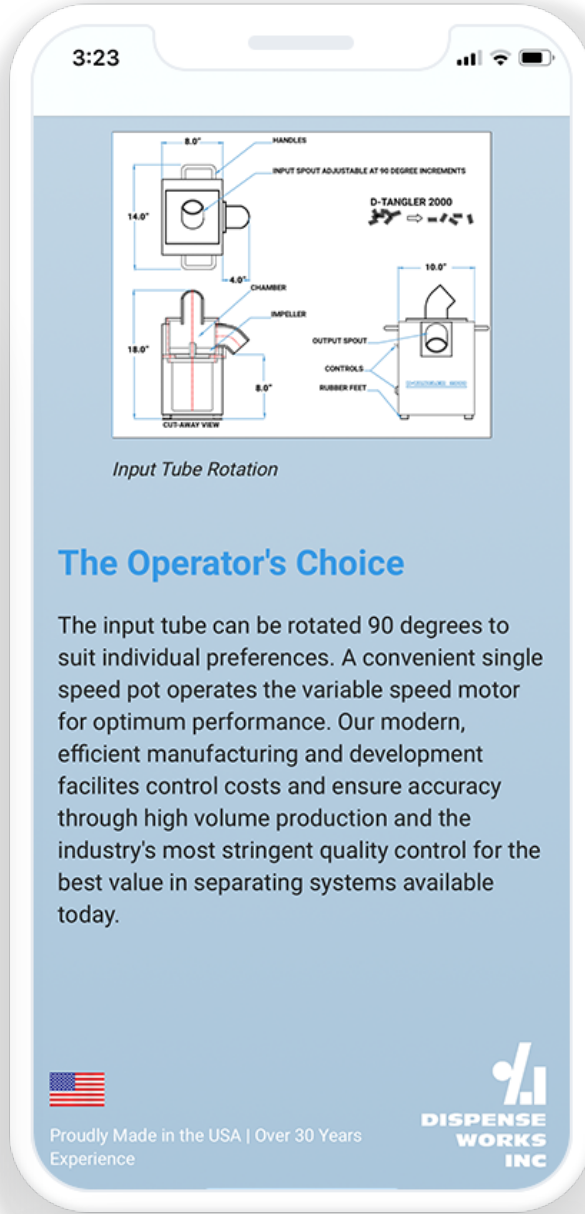 3:23
8.0"
HANDLES
INPUT SPOUT ADJUSTABLE AT 90 DEGREE INCREMENTS
14.0"
D-TANGLER 2000
4.0"
CHAMBER
10.0"
IMPELLER
18.0"
OUTPUT SPOUT
CONTROLS
8.0"
RUBBER FEET
CUT-AWAY VIEW
Input Tube Rotation
The Operator's Choice
The input tube can be rotated 90 degrees to
suit individual preferences. A convenient single
speed pot operates the variable speed motor
for optimum performance. Our modern,
efficient manufacturing and development
facilites control costs and ensure accuracy
through high volume production and the
industry's most stringent quality control for the
best value in separating systems available
today.
Proudly Made in the USA | Over 30 Years
Experience
DISPENSE
WORKS
INC